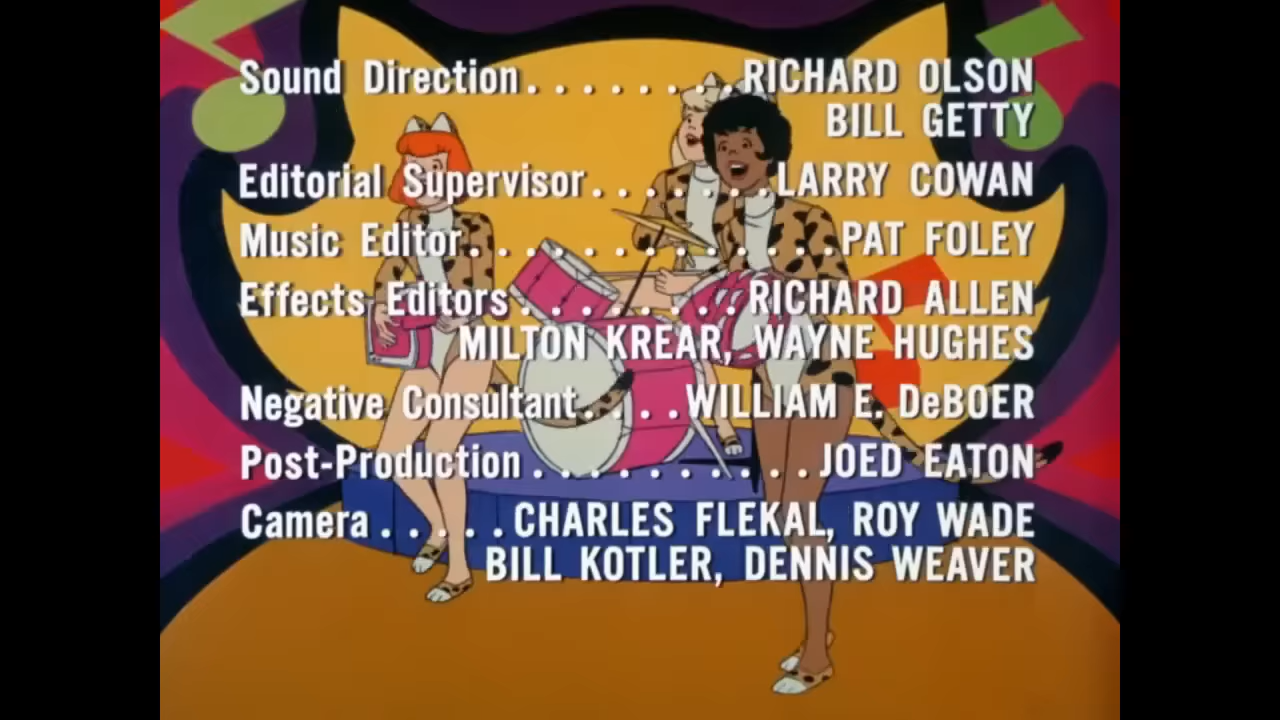 Sound Direction........RICHARD OLSON
BILL GETTY
Editorial Supervisor.......LARRY COWAN
Music Editor.............PAT FOLEY
Effects Editors........RICHARD ALLEN
MILTON KREAR, WAYNE HUGHES
Negative Consultant.....WILLIAM E. DeBOER
Post-Production..........JOED EATON
Camera.....CHARLES FLEKAL, ROY WADE
BILL KOTLER, DENNIS WEAVER